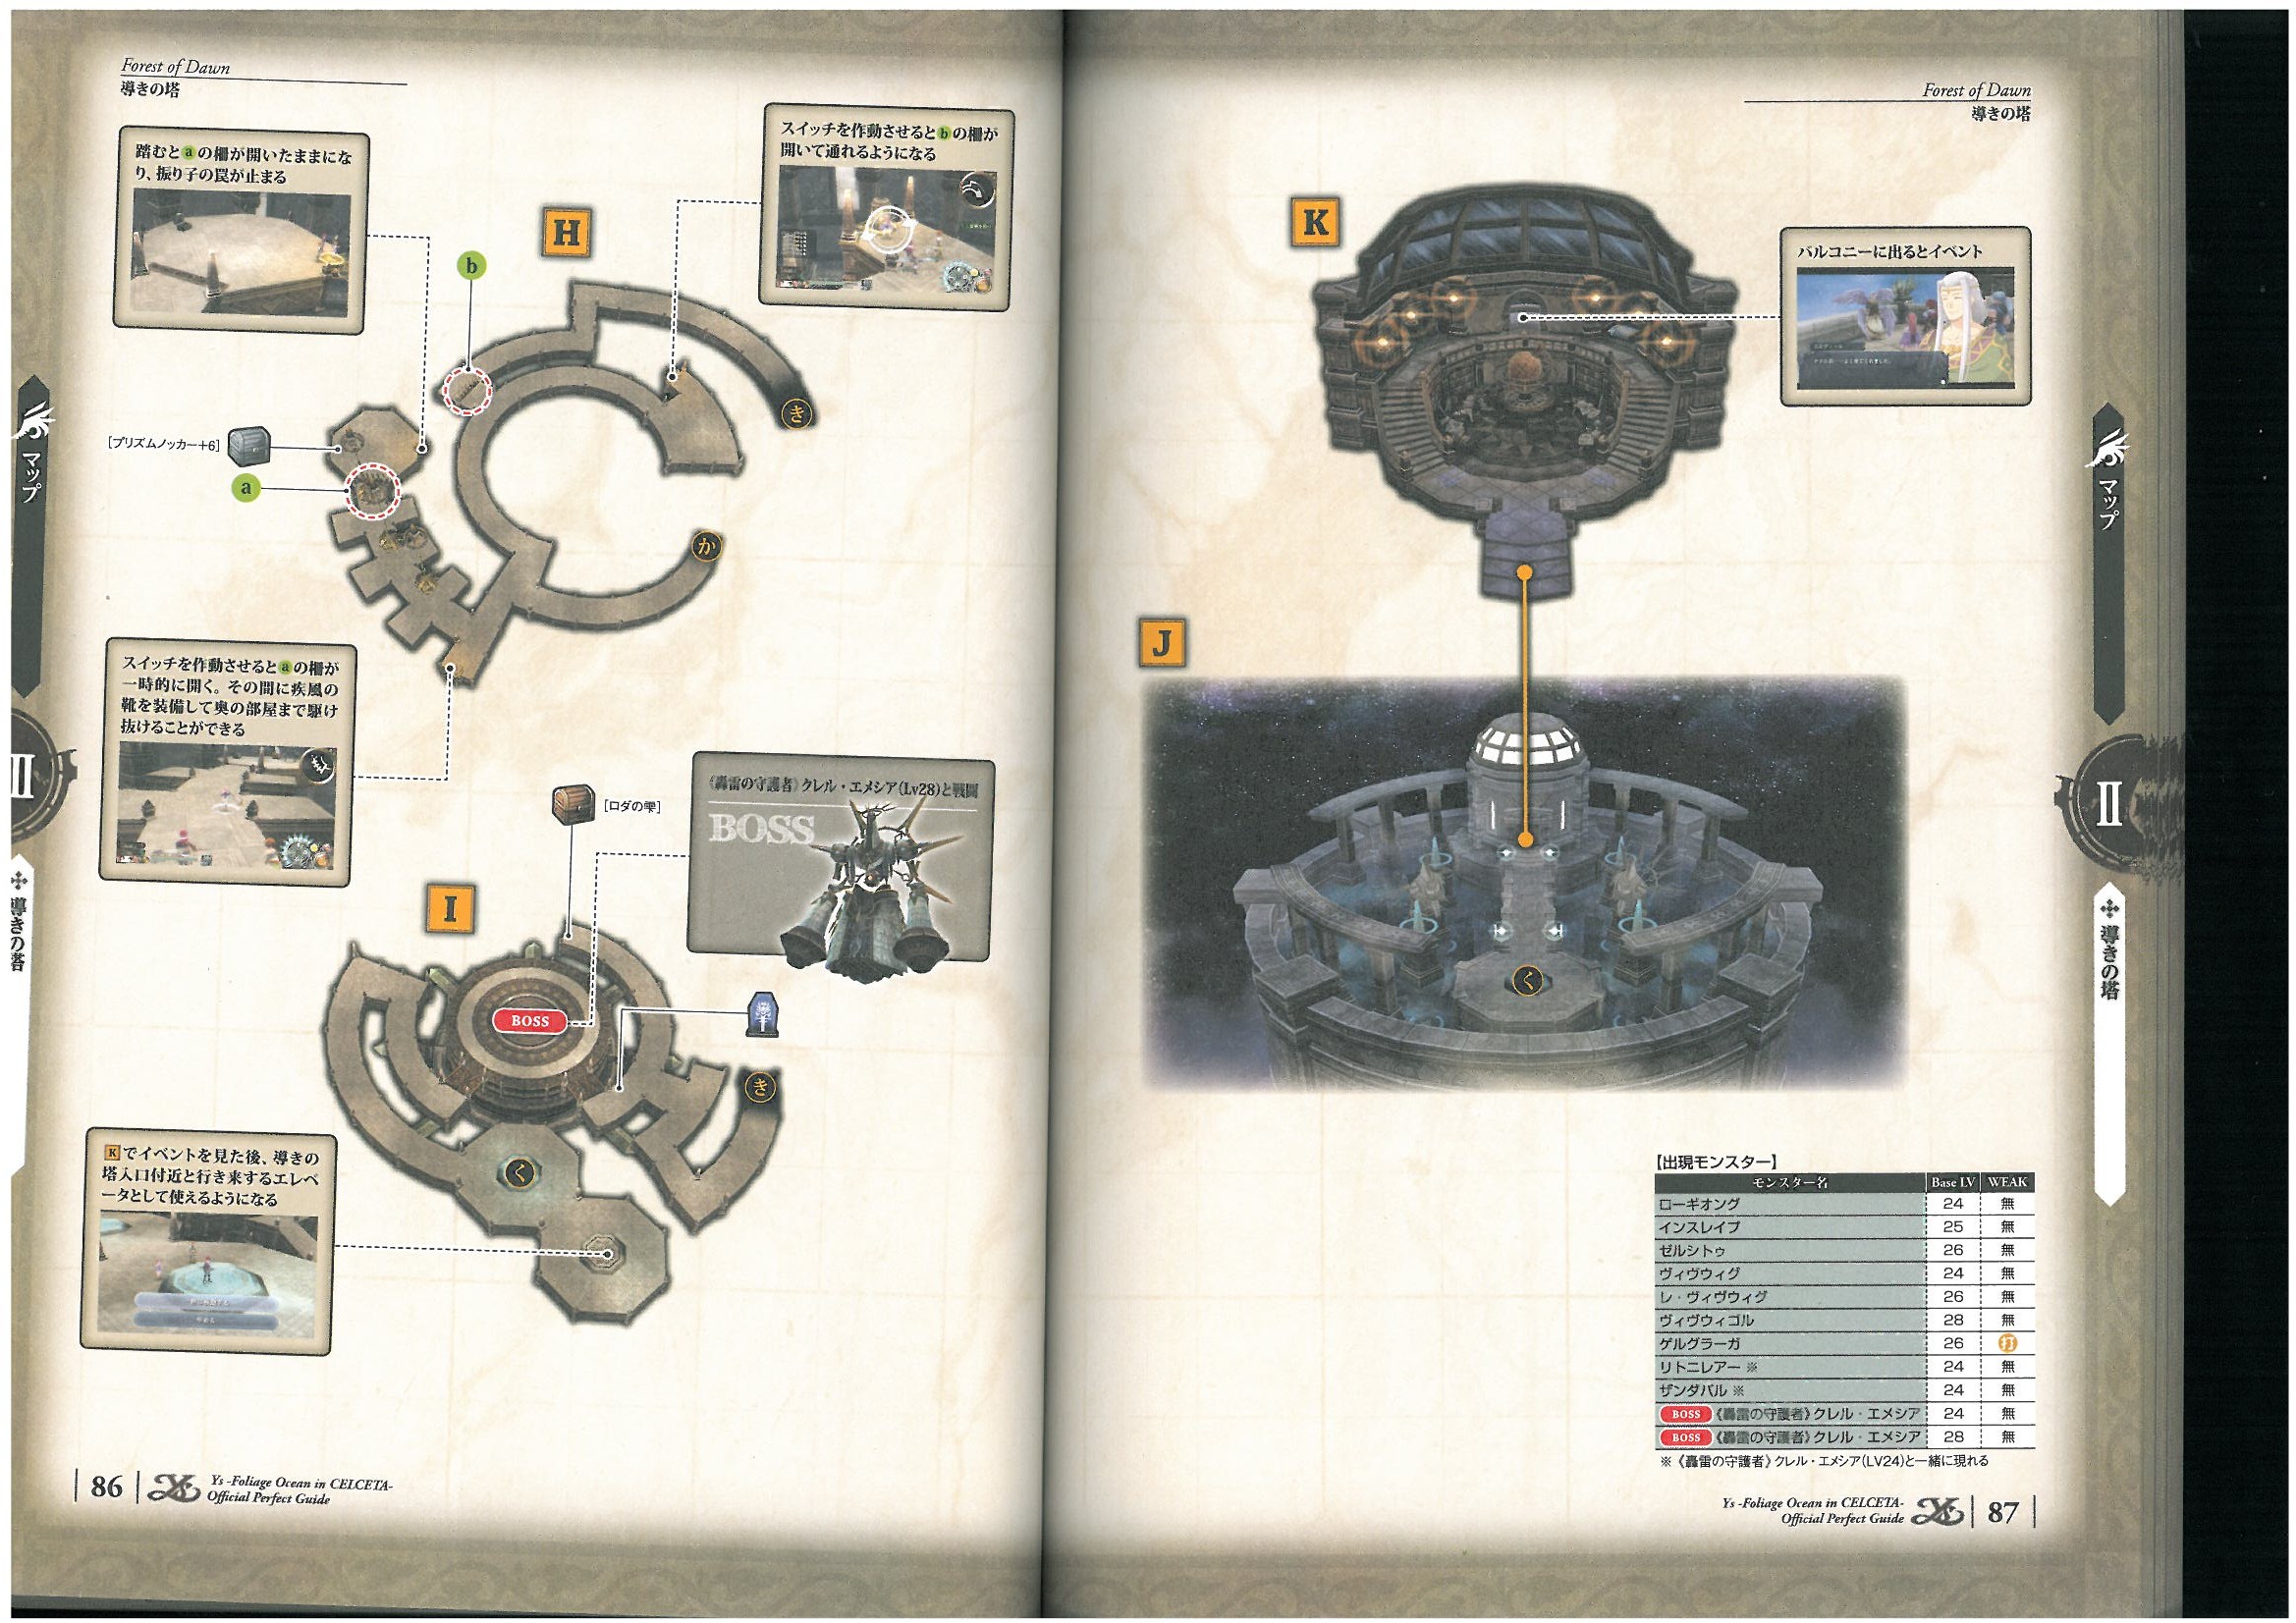 Forest of Dawn
導きの塔
踏むとaの柵が開いたままにな
り、振り子の罠が止まる
スイッチを作動させるとbの柵が
開いて通れるようになる
H
b
き
[プリズムノッカー+6]
a
か
スイッチを作動させるとaの柵が
一時的に開く。その間に疾風の
靴を装備して奥の部屋まで駆け
抜けることができる
[ロダの雫]
《轟雷の守護者》クレル・エメシア(Lv28)と戦闘
BOSS
I
BOSS
き
く
Kでイベントを見た後、導きの
塔入口付近と行き来するエレベ
ータとして使えるようになる
マップ
II
導きの塔
86
Ys -Foliage Ocean in CELCETA-
Official Perfect Guide
Forest of Dawn
導きの塔
K
バルコニーに出るとイベント
J
く
マップ
II
導きの塔
【出現モンスター】
モンスター名 Base LV WEAK
ローギオング 24 無
インスレイブ 25 無
ゼルシトゥ 26 無
ヴィヴウィグ 24 無
レ・ヴィヴウィグ 26 無
ヴィヴウィゴル 28 無
ゲルグラーガ 26 打
リトニレアー ※ 24 無
ザンダバル ※ 24 無
BOSS 《轟雷の守護者》クレル・エメシア 24 無
BOSS 《轟雷の守護者》クレル・エメシア 28 無
※《轟雷の守護者》クレル・エメシア(LV24)と一緒に現れる
Ys -Foliage Ocean in CELCETA-
Official Perfect Guide
87